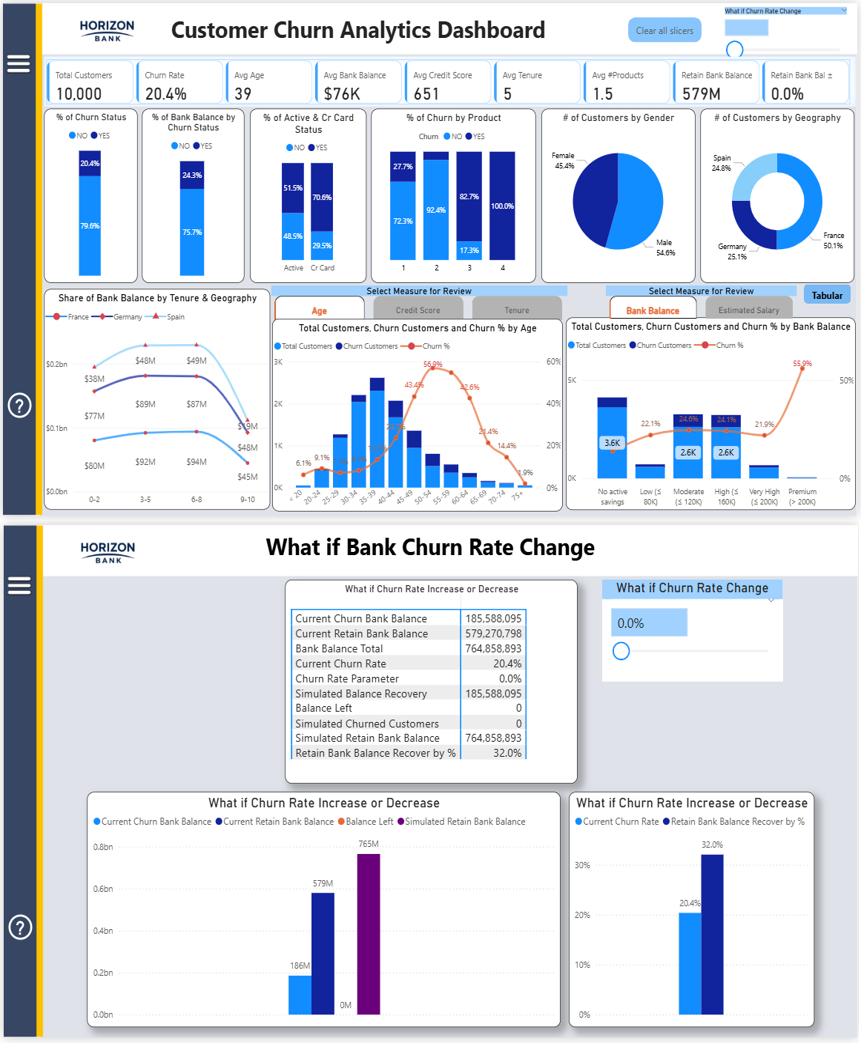 HORIZON
BANK
Customer Churn Analytics Dashboard
Clear all slicers
What if Churn Rate Change
Total Customers
10,000
Churn Rate
20.4%
Avg Age
39
Avg Bank Balance
$76K
Avg Credit Score
651
Avg Tenure
5
Avg #Products
1.5
Retain Bank Balance
579M
Retain Bank Bal ±
0.0%
% of Churn Status
NO YES
20.4%
79.6%
% of Bank Balance by
Churn Status
NO YES
24.3%
75.7%
% of Active & Cr Card
Status
NO YES
51.5%
70.6%
48.5%
29.5%
Active Cr Card
% of Churn by Product
Churn NO YES
27.7%
72.3%
92.4%
82.7%
17.3%
100.0%
1 2 3 4
# of Customers by Gender
Female
45.4%
Male
54.6%
# of Customers by Geography
Spain
24.8%
Germany
25.1%
France
50.1%
Share of Bank Balance by Tenure & Geography
France Germany Spain
$0.2bn
$0.1bn
$0.0bn
$38M
$48M
$49M
$19M
$77M
$89M
$87M
$48M
$80M
$92M
$94M
$45M
0-2 3-5 6-8 9-10
Select Measure for Review
Age Credit Score Tenure
Total Customers, Churn Customers and Churn % by Age
Total Customers Churn Customers Churn %
3K
2K
1K
0K
60%
40%
20%
0%
6.1%
9.1%
43.4%
56.9%
42.6%
21.4%
14.4%
1.9%
< 20 20-24 25-29 30-34 35-39 40-44 45-49 50-54 55-59 60-64 65-69 70-74 75+
Select Measure for Review
Tabular
Bank Balance Estimated Salary
Total Customers, Churn Customers and Churn % by Bank Balance
Total Customers Churn Customers Churn %
5K
0K
50%
0%
3.6K
22.1%
24.6%
2.6K
24.1%
2.6K
21.9%
55.9%
No active
savings
Low (≤
80K)
Moderate
(≤ 120K)
High (≤
160K)
Very High
(≤ 200K)
Premium
(> 200K)
?
HORIZON
BANK
What if Bank Churn Rate Change
What if Churn Rate Increase or Decrease
Current Churn Bank Balance 185,588,095
Current Retain Bank Balance 579,270,798
Bank Balance Total 764,858,893
Current Churn Rate 20.4%
Churn Rate Parameter 0.0%
Simulated Balance Recovery 185,588,095
Balance Left 0
Simulated Churned Customers 0
Simulated Retain Bank Balance 764,858,893
Retain Bank Balance Recover by % 32.0%
What if Churn Rate Change
0.0%
What if Churn Rate Increase or Decrease
Current Churn Bank Balance Current Retain Bank Balance Balance Left Simulated Retain Bank Balance
0.8bn
0.6bn
0.4bn
0.2bn
0.0bn
186M
579M
0M
765M
What if Churn Rate Increase or Decrease
Current Churn Rate Retain Bank Balance Recover by %
30%
20%
10%
0%
20.4%
32.0%
?